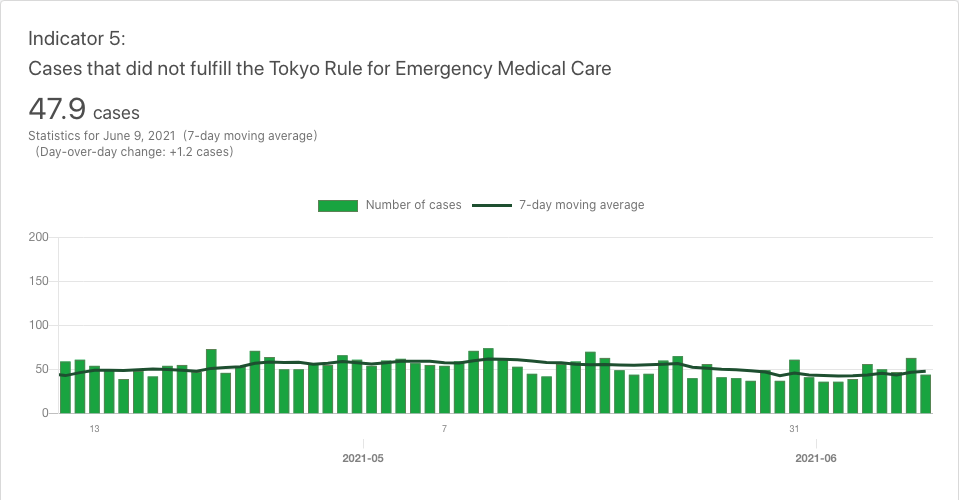 Indicator 5:
Cases that did not fulfill the Tokyo Rule for Emergency Medical Care
47.9 cases
Statistics for June 9, 2021 (7-day moving average)
(Day-over-day change: +1.2 cases)
Number of cases 7-day moving average
200
150
100
50
0
13 7 31
2021-05 2021-06